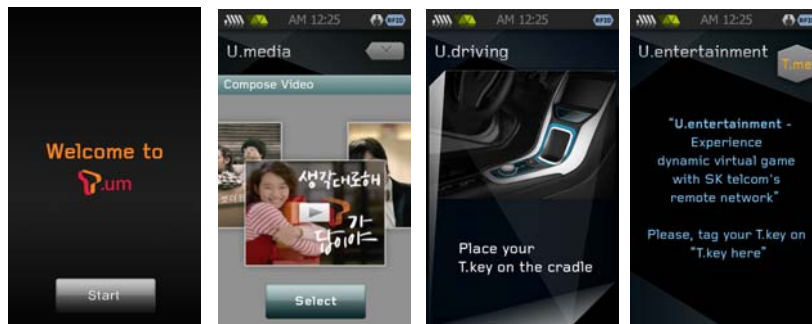 Welcome to
T.um
Start
AM 12:25
RFID
U.media
Compose Video
생각대로해
T가
답이야
Select
AM 12:25
RFID
U.driving
Place your
T.key on the cradle
AM 12:25
U.entertainment
T.me
"U.entertainment -
Experience
dynamic virtual game
with SK telcom's
remote network"
Please, tag your T.key on
"T.key here"